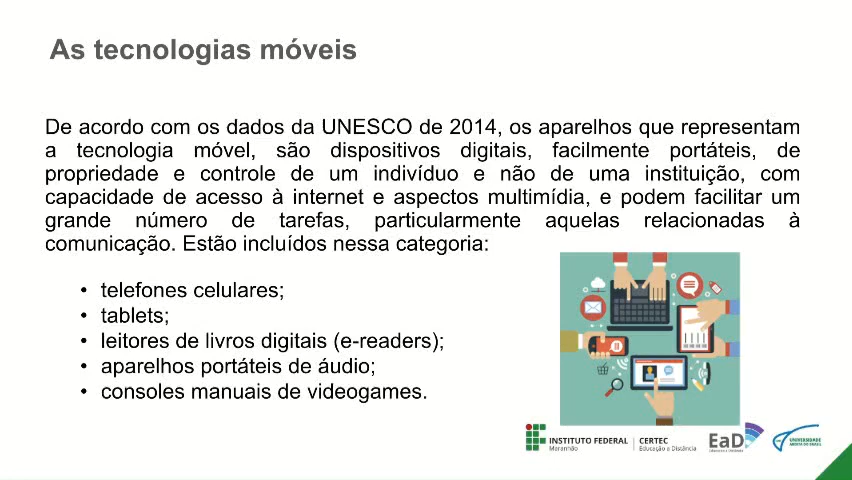 As tecnologias móveis
De acordo com os dados da UNESCO de 2014, os aparelhos que representam
a tecnologia móvel, são dispositivos digitais, facilmente portáteis, de
propriedade e controle de um indivíduo e não de uma instituição, com
capacidade de acesso à internet e aspectos multimídia, e podem facilitar um
grande número de tarefas, particularmente aquelas relacionadas à
comunicação. Estão incluídos nessa categoria:
• telefones celulares;
• tablets;
• leitores de livros digitais (e-readers);
• aparelhos portáteis de áudio;
• consoles manuais de videogames.
INSTITUTO FEDERAL
Maranhão
CERTEC
Educação a Distância
EaD
UNIVERSIDADE
ABERTA DO BRASIL